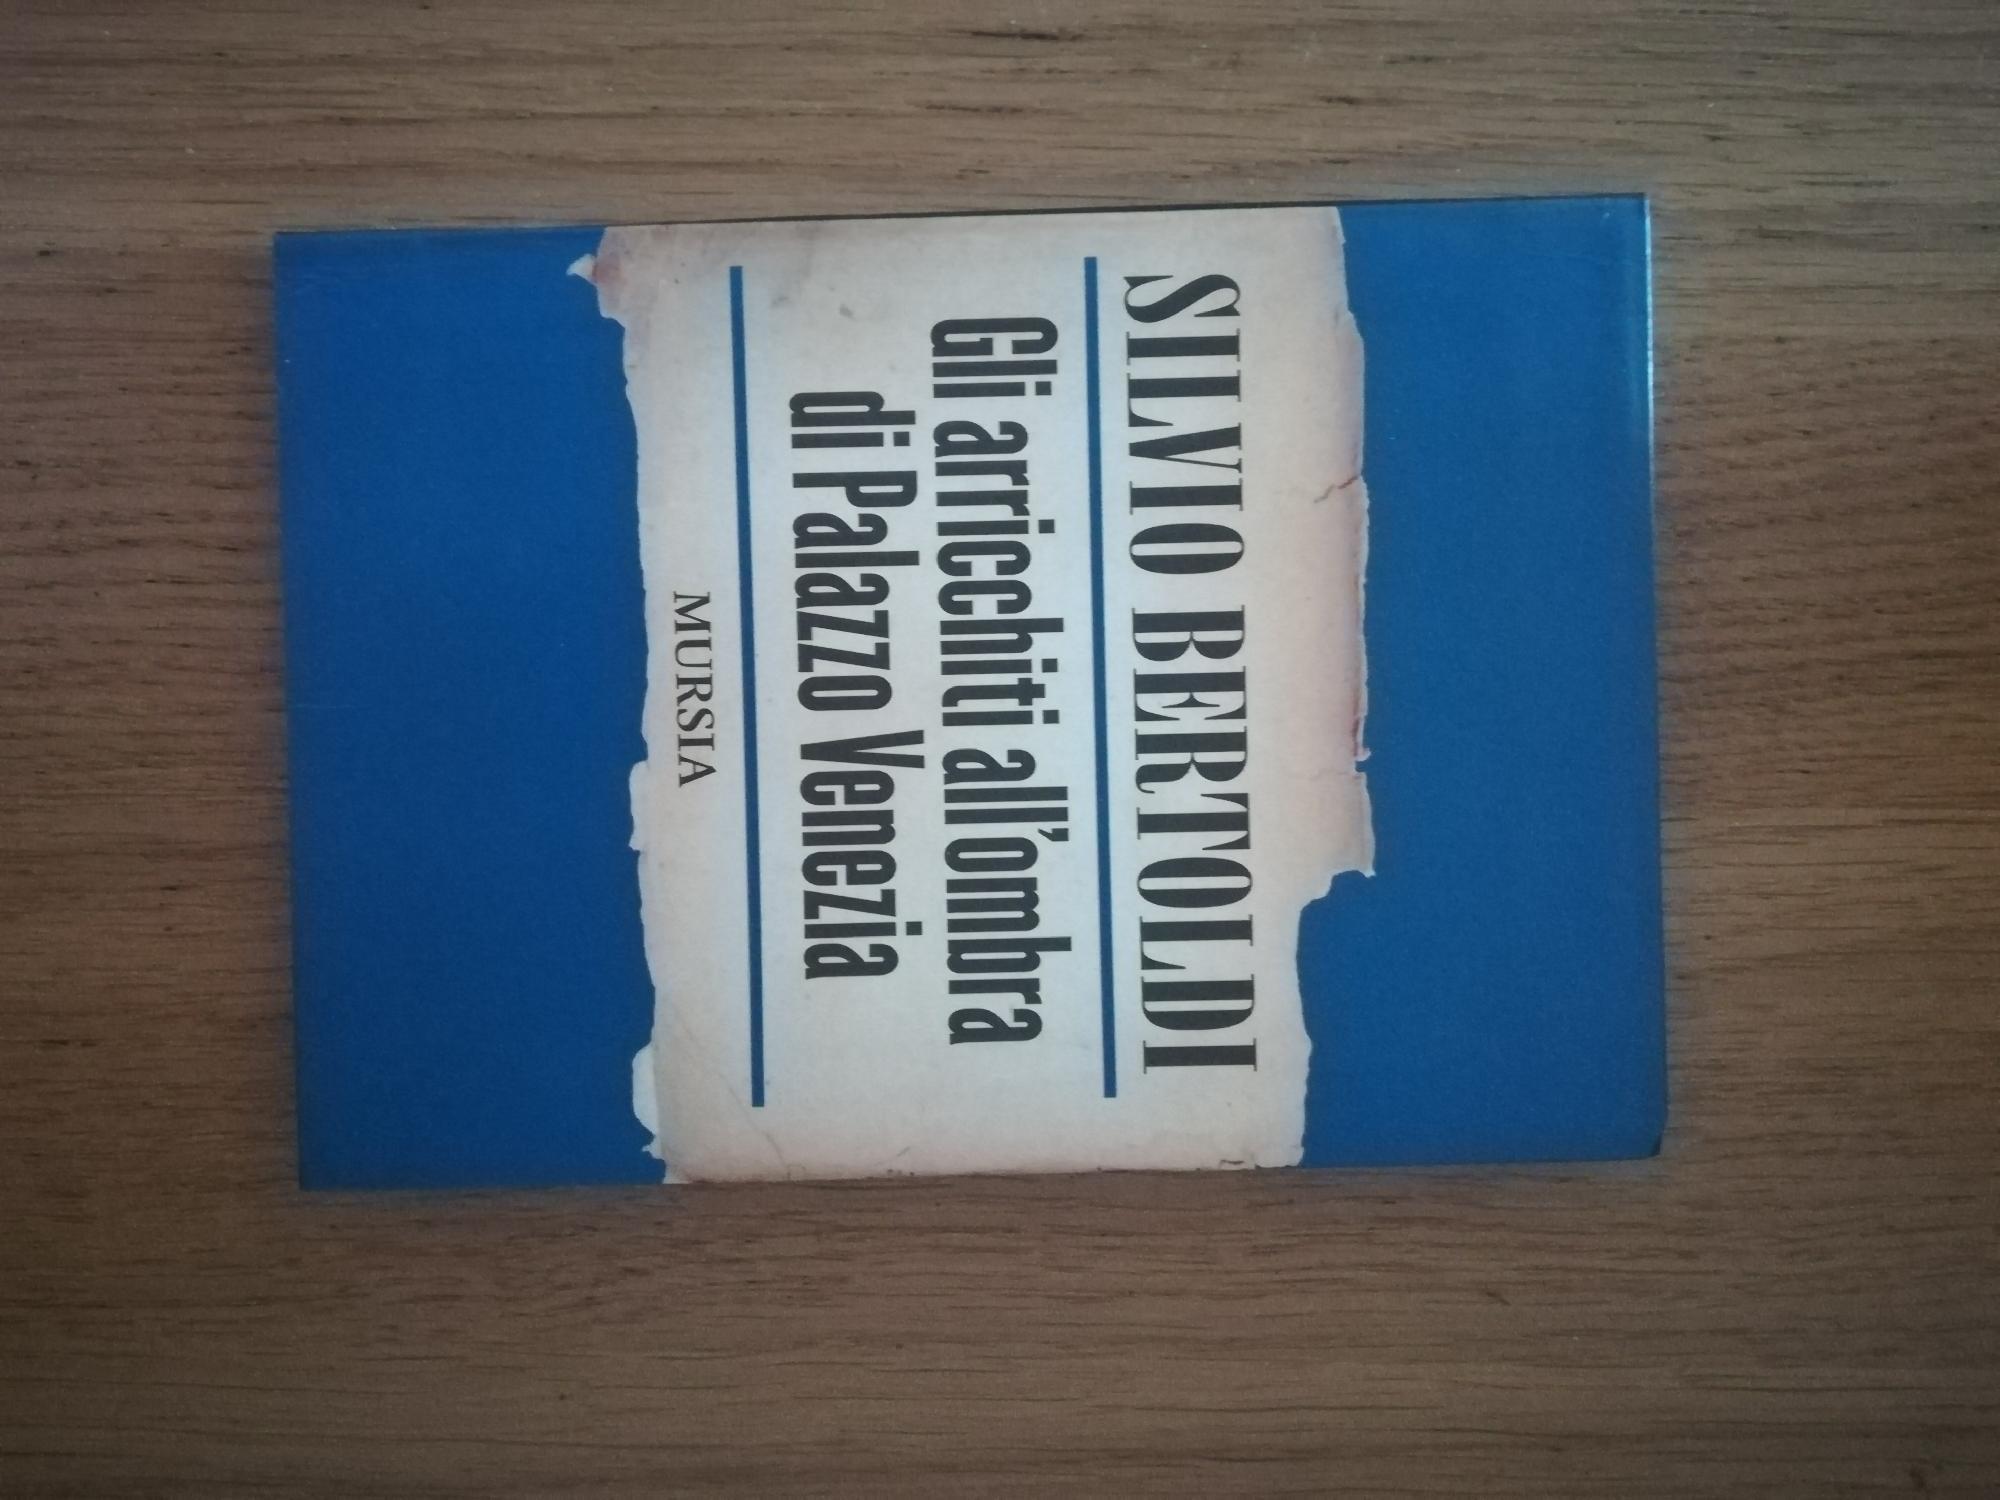 SILVIO BERTOLDI
Gli arricchiti all'ombra
di Palazzo Venezia
MURSIA